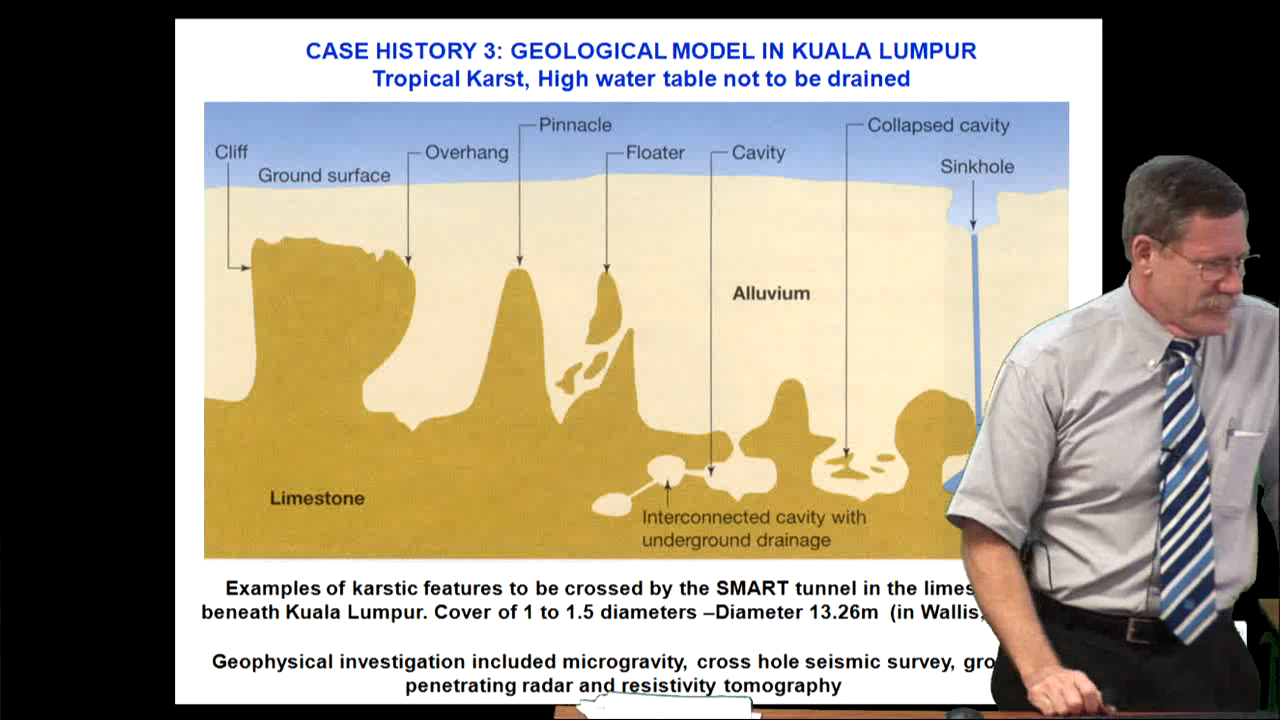 CASE HISTORY 3: GEOLOGICAL MODEL IN KUALA LUMPUR
Tropical Karst, High water table not to be drained
Pinnacle
Collapsed cavity
Cliff
Overhang
Floater
Cavity
Sinkhole
Ground surface
Alluvium
Limestone
Interconnected cavity with
underground drainage
Examples of karstic features to be crossed by the SMART tunnel in the
beneath Kuala Lumpur. Cover of 1 to 1.5 diameters –Diameter 13.26m (in Wallis,
Geophysical investigation included microgravity, cross hole seismic survey,
penetrating radar and resistivity tomography